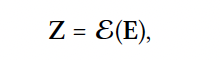 Z = ℰ(E),